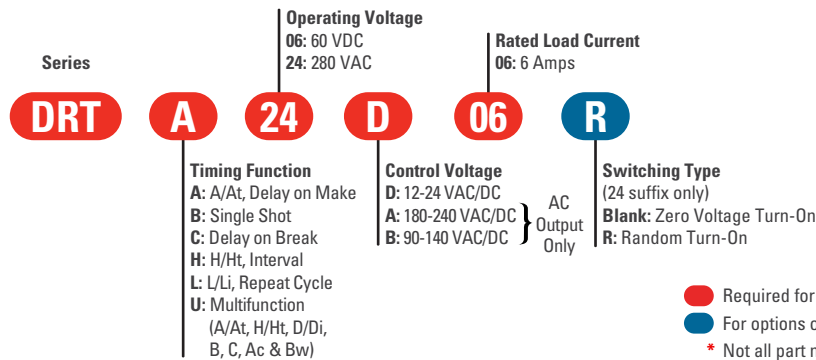 Operating Voltage
06: 60 VDC
24: 280 VAC
Rated Load Current
06: 6 Amps
Series
DRT A 24 D 06 R
Timing Function
A: A/At, Delay on Make
B: Single Shot
C: Delay on Break
H: H/Ht, Interval
L: L/Li, Repeat Cycle
U: Multifunction
(A/At, H/Ht, D/Di,
B, C, Ac & Bw)
Control Voltage
D: 12-24 VAC/DC
A: 180-240 VAC/DC
B: 90-140 VAC/DC
AC
Output
Only
Switching Type
(24 suffix only)
Blank: Zero Voltage Turn-On
R: Random Turn-On
Required for
For options
* Not all part